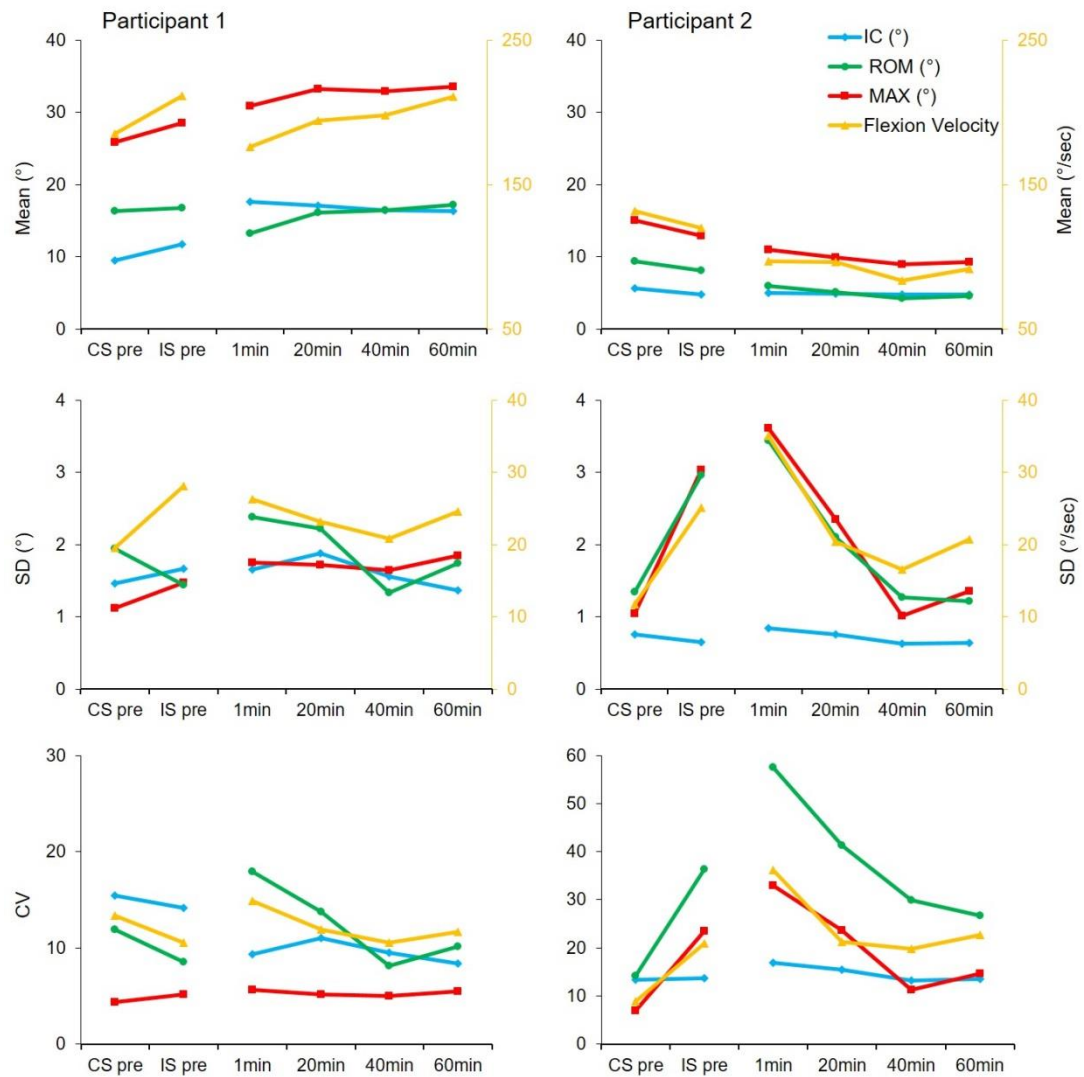 Participant 1
40
30
20
10
0
Mean (°)
250
150
50
CS pre IS pre 1min 20min 40min 60min
Participant 2
IC (°)
ROM (°)
MAX (°)
Flexion Velocity
40
30
20
10
0
250
150
50
Mean (°/sec)
CS pre IS pre 1min 20min 40min 60min
4
3
2
1
0
SD (°)
40
30
20
10
0
CS pre IS pre 1min 20min 40min 60min
4
3
2
1
0
40
30
20
10
0
SD (°/sec)
CS pre IS pre 1min 20min 40min 60min
30
20
10
0
CV
CS pre IS pre 1min 20min 40min 60min
60
50
40
30
20
10
0
CS pre IS pre 1min 20min 40min 60min